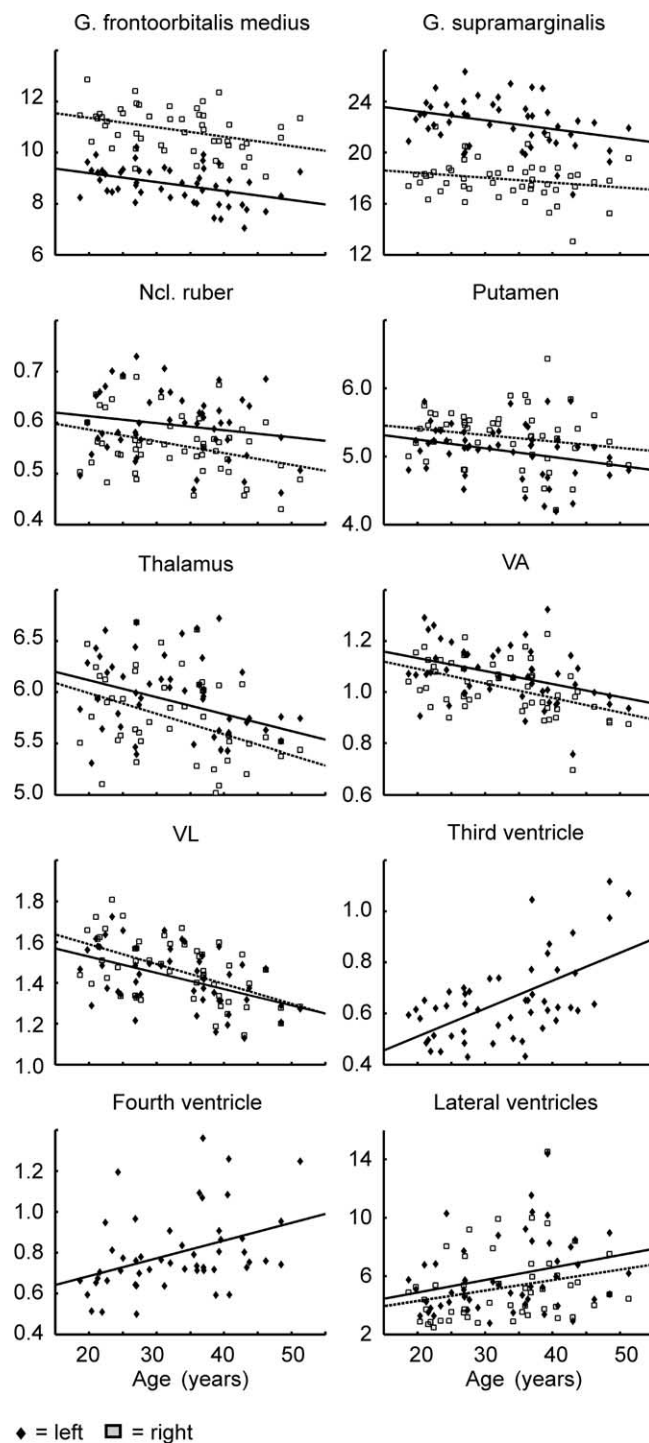 G. frontoorbitalis medius
G. supramarginalis
12
10
8
6
24
20
16
12
Ncl. ruber
Putamen
0.7
0.6
0.5
0.4
6.0
5.0
4.0
Thalamus
VA
6.5
6.0
5.5
5.0
1.2
1.0
0.8
0.6
VL
Third ventricle
1.8
1.6
1.4
1.2
1.0
1.0
0.8
0.6
0.4
Fourth ventricle
Lateral ventricles
1.2
1.0
0.8
0.6
0.4
14
10
6
2
20 30 40 50
20 30 40 50
Age (years)
Age (years)
♦ = left
= right